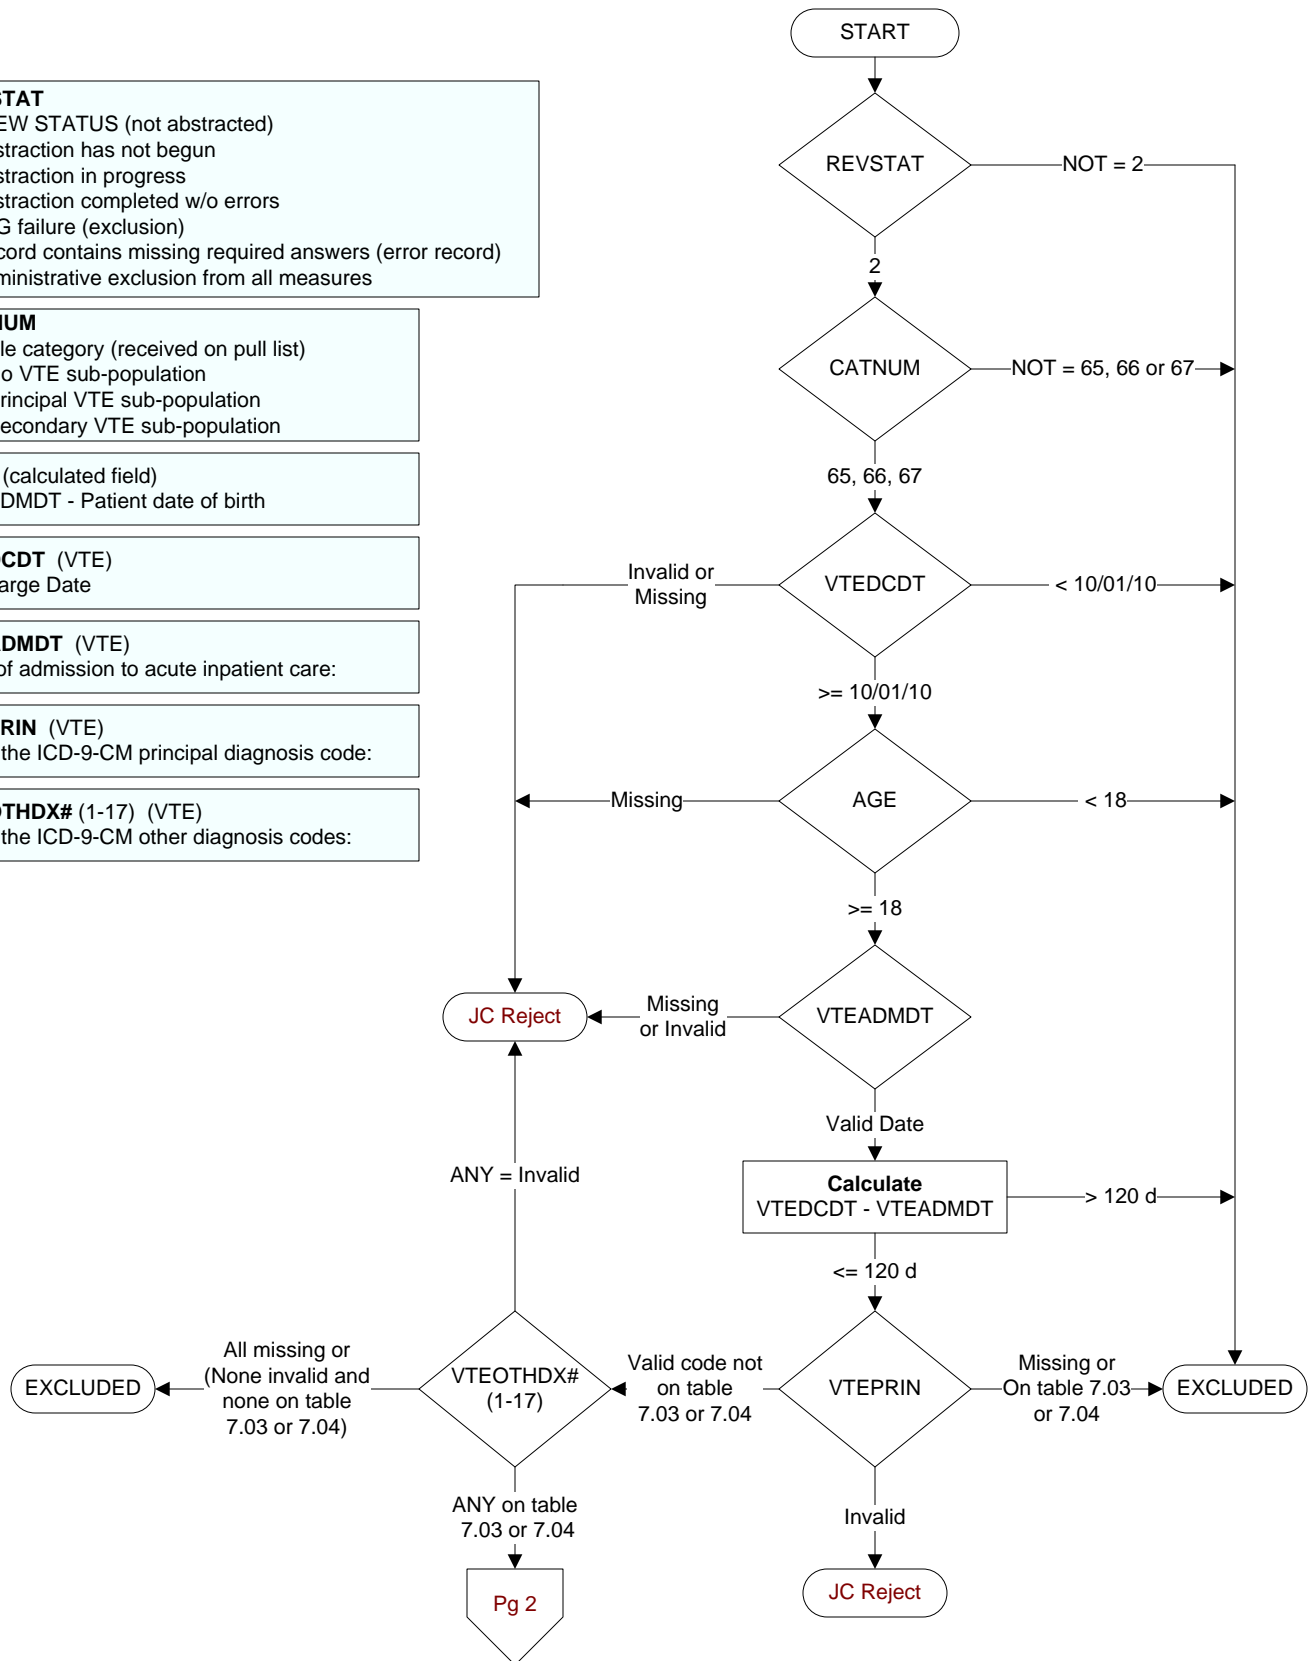 START
STAT
EW STATUS (not abstracted)
straction has not begun
straction in progress
straction completed w/o errors
G failure (exclusion)
cord contains missing required answers (error record)
ministrative exclusion from all measures
REVSTAT
NOT = 2
2
NUM
le category (received on pull list)
o VTE sub-population
rincipal VTE sub-population
econdary VTE sub-population
CATNUM
NOT = 65, 66 or 67
65, 66, 67
(calculated field)
DMDT - Patient date of birth
CDT (VTE)
arge Date
Invalid or
Missing
VTEDCDT
< 10/01/10
>= 10/01/10
ADMDT (VTE)
of admission to acute inpatient care:
RIN (VTE)
the ICD-9-CM principal diagnosis code:
OTHDX# (1-17) (VTE)
the ICD-9-CM other diagnosis codes:
Missing
AGE
< 18
>= 18
JC Reject
Missing
or Invalid
VTEADMDT
Valid Date
ANY = Invalid
Calculate
VTEDCDT - VTEADMDT
> 120 d
<= 120 d
EXCLUDED
All missing or
(None invalid and
none on table
7.03 or 7.04)
VTEOTHDX#
(1-17)
Valid code not
on table
7.03 or 7.04
VTEPRIN
Missing or
On table 7.03
or 7.04
EXCLUDED
ANY on table
7.03 or 7.04
Invalid
Pg 2
JC Reject